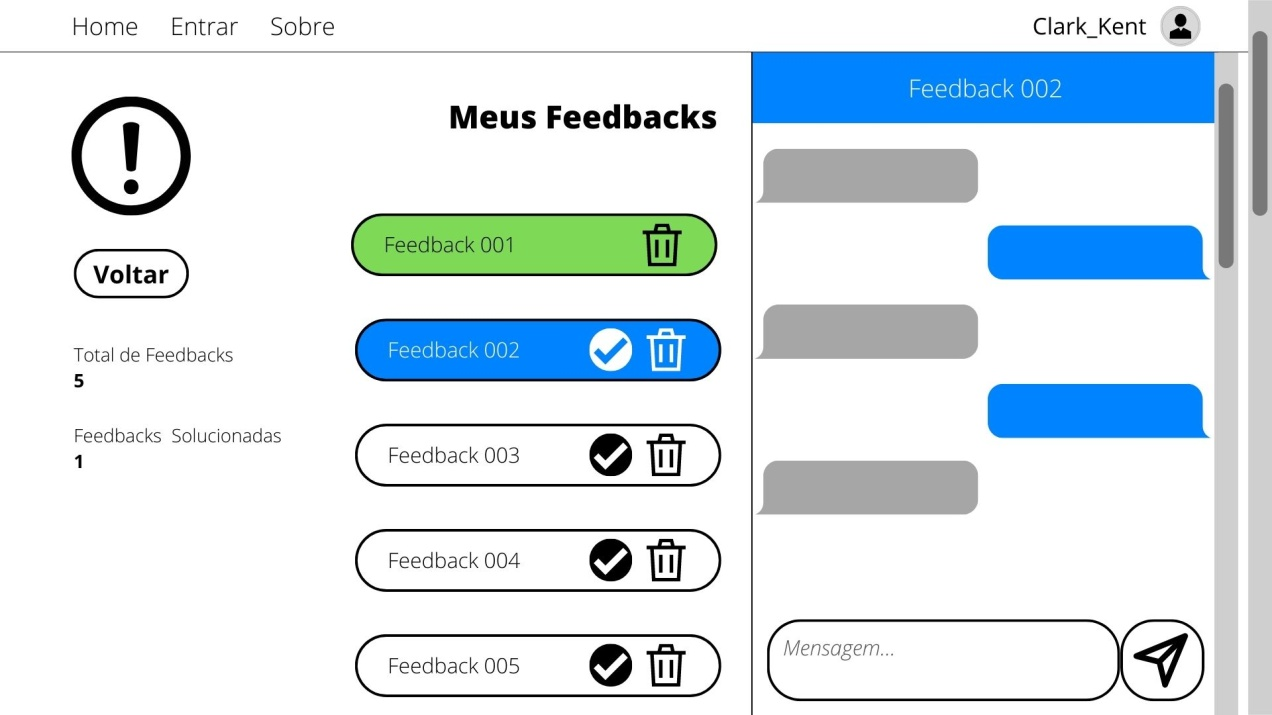 Home Entrar Sobre
Clark_Kent
Voltar
Total de Feedbacks
5
Feedbacks Solucionadas
1
Meus Feedbacks
Feedback 001
Feedback 002
Feedback 003
Feedback 004
Feedback 005
Feedback 002
Mensagem...